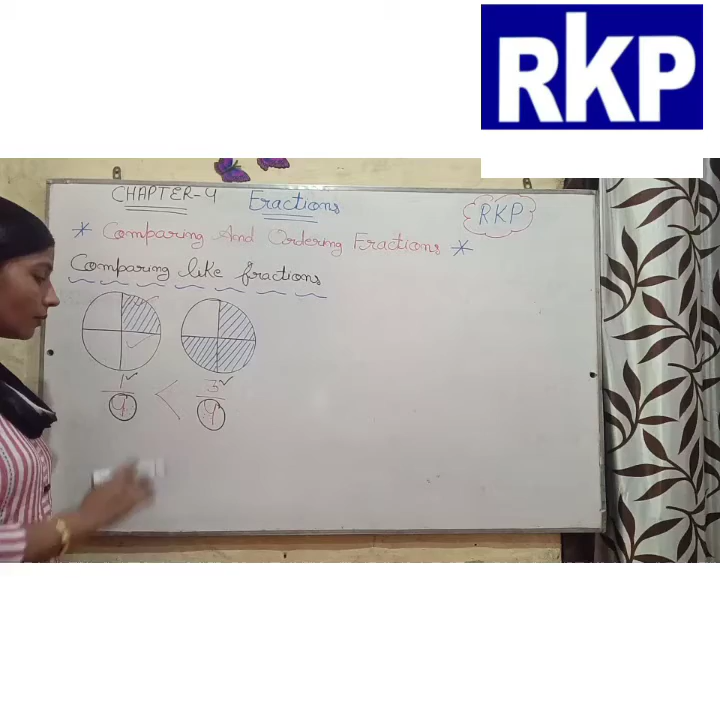 RKP
CHAPTER-4 Fractions
RKP
* Comparing And Ordering Fractions *
Comparing like fractions
1 < 3
4 4